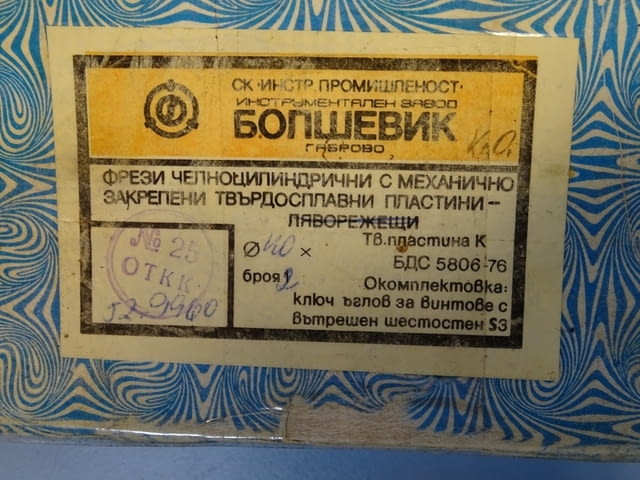 СК·ИНСТР. ПРОМИШЛЕНОСТ·
ИНСТРУМЕНТАЛЕН ЗАВОД
БОЛШЕВИК
ГАБРОВО
ФРЕЗИ ЧЕЛНОЦИЛИНДРИЧНИ С МЕХАНИЧНО
ЗАКРЕПЕНИ ТВЪРДОСПЛАВНИ ПЛАСТИНИ –
ЛЯВОРЕЖЕЩИ
№ 25
ОТКК
Ø 40 ×
броя 2
Тв.пластина К
БДС 5806-76
Окомплектовка:
ключ ъглов за винтове с
вътрешен шестостен S3